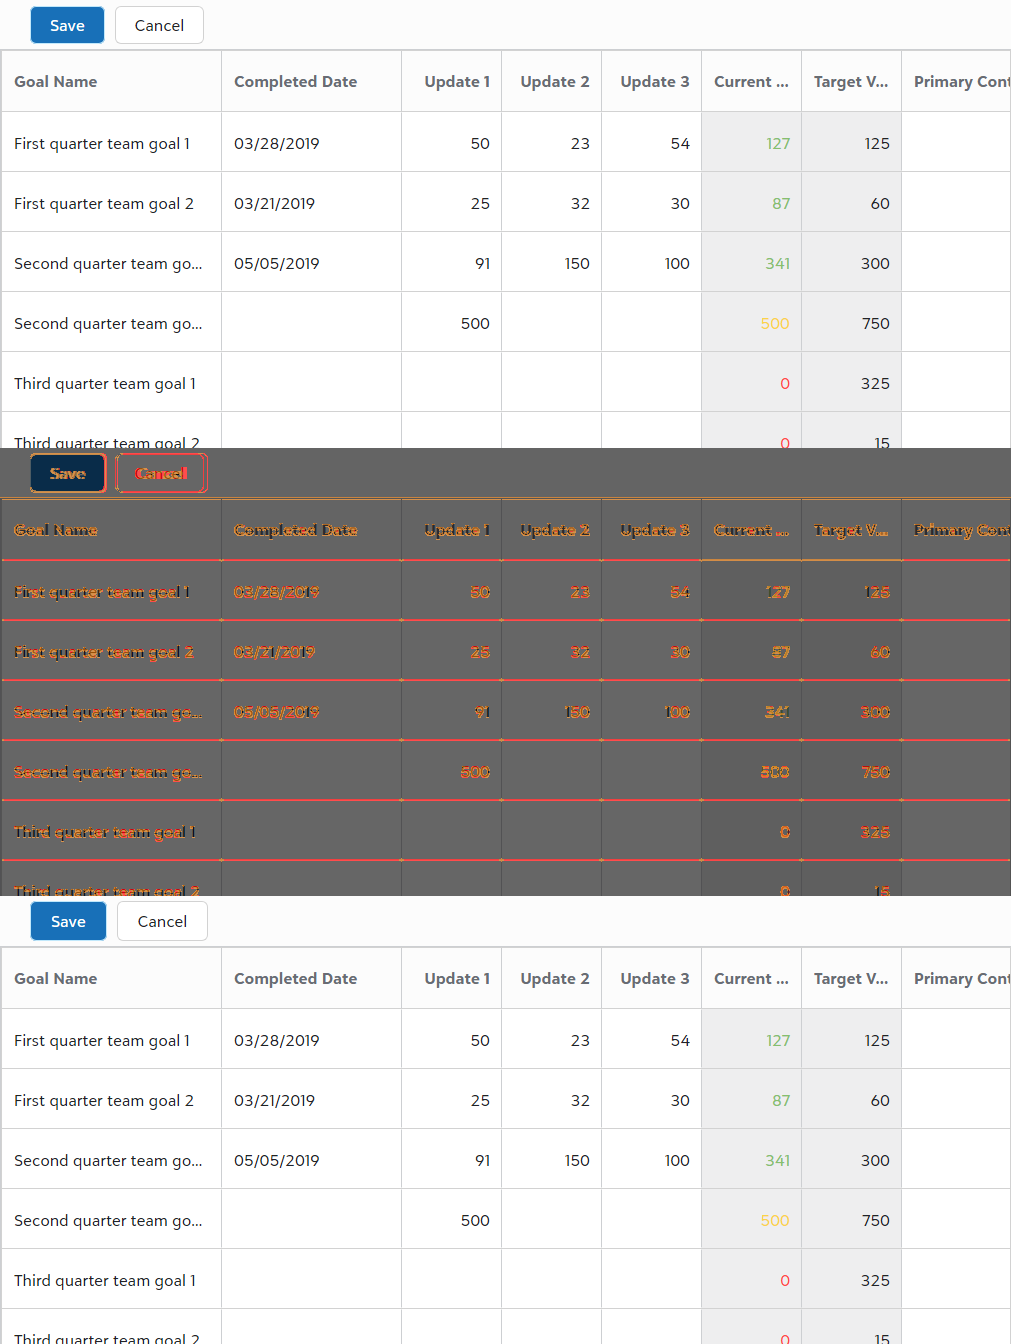 Save Cancel
Goal Name Completed Date Update 1 Update 2 Update 3 Current ... Target V... Primary Cont
First quarter team goal 1 03/28/2019 50 23 54 127 125
First quarter team goal 2 03/21/2019 25 32 30 87 60
Second quarter team go... 05/05/2019 91 150 100 341 300
Second quarter team go... 500 500 750
Third quarter team goal 1 0 325
Third quarter team goal 2 0 15
Save Cancel
Goal Name Completed Date Update 1 Update 2 Update 3 Current ... Target V... Primary Cont
First quarter team goal 1 03/28/2019 50 23 54 127 125
First quarter team goal 2 03/21/2019 25 32 30 87 60
Second quarter team go... 05/05/2019 91 150 100 341 300
Second quarter team go... 500 500 750
Third quarter team goal 1 0 325
Third quarter team goal 2 0 15
Save Cancel
Goal Name Completed Date Update 1 Update 2 Update 3 Current ... Target V... Primary Cont
First quarter team goal 1 03/28/2019 50 23 54 127 125
First quarter team goal 2 03/21/2019 25 32 30 87 60
Second quarter team go... 05/05/2019 91 150 100 341 300
Second quarter team go... 500 500 750
Third quarter team goal 1 0 325
Third quarter team goal 2 0 15